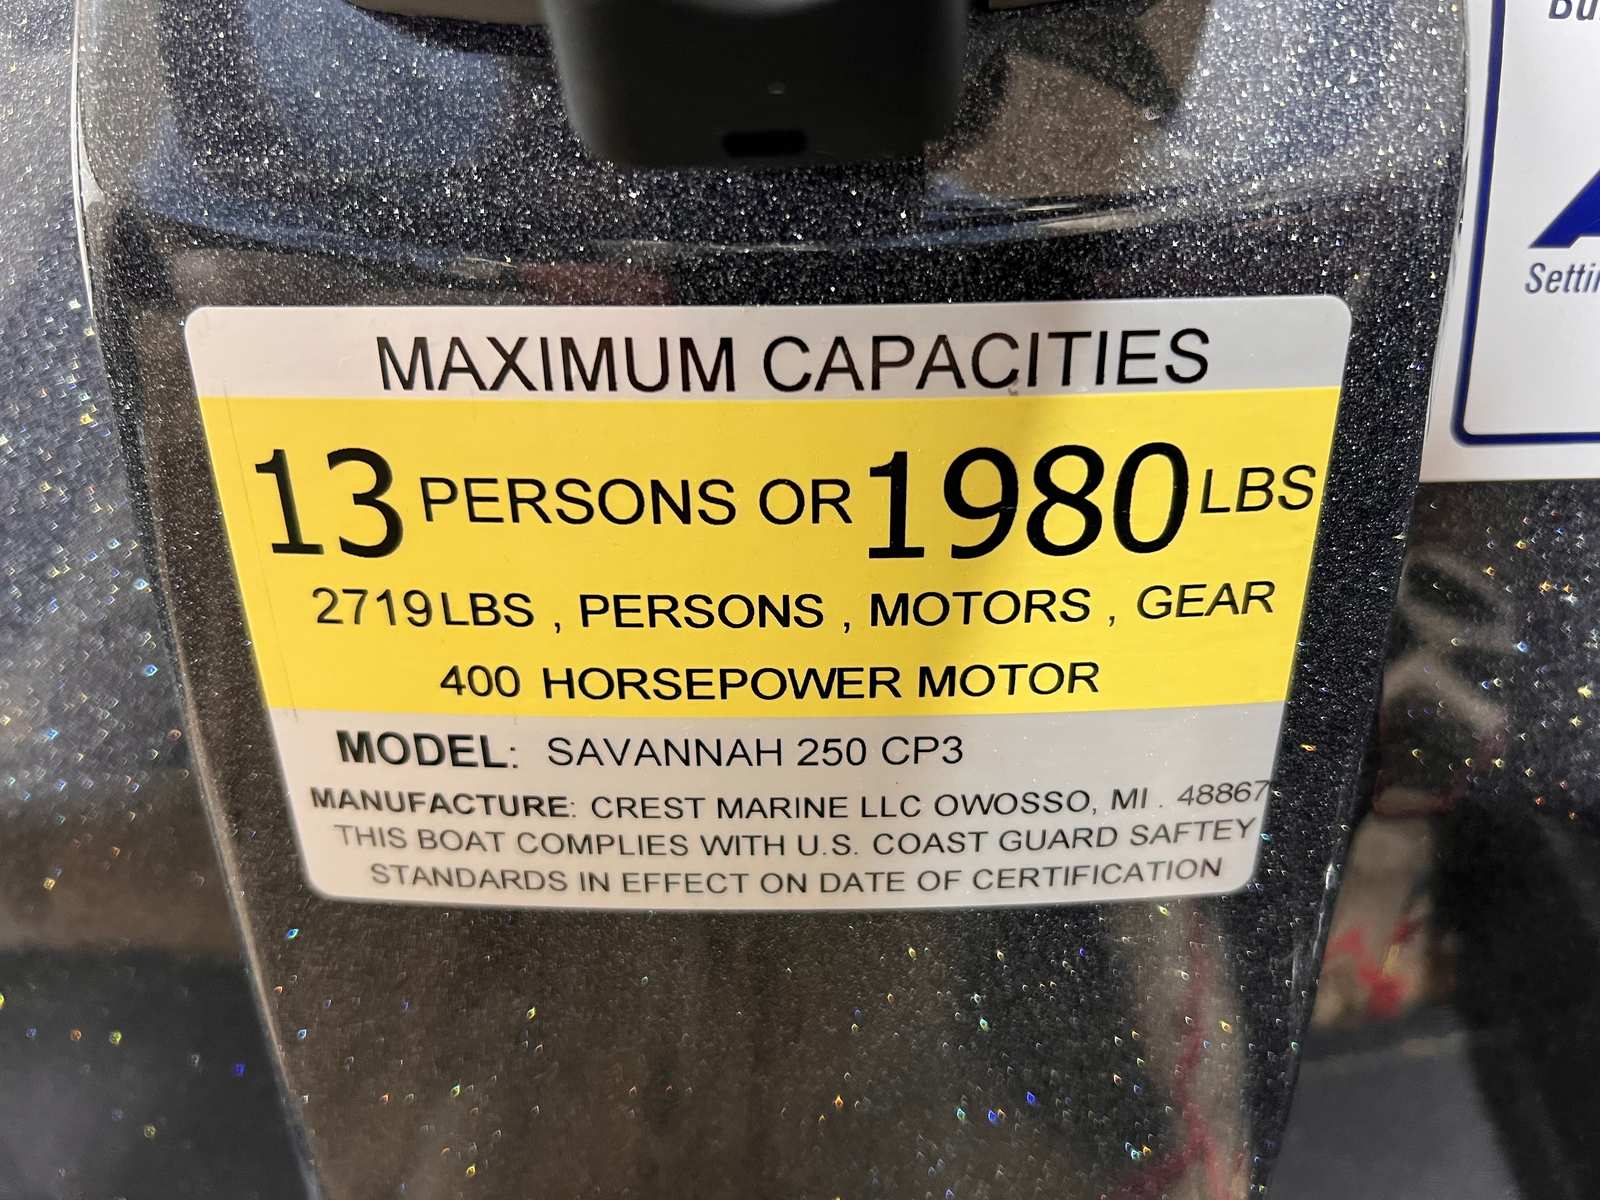 MAXIMUM CAPACITIES
13 PERSONS OR 1980 LBS
2719 LBS , PERSONS , MOTORS , GEAR
400 HORSEPOWER MOTOR
MODEL: SAVANNAH 250 CP3
MANUFACTURE: CREST MARINE LLC OWOSSO, MI . 48867
THIS BOAT COMPLIES WITH U.S. COAST GUARD SAFTEY
STANDARDS IN EFFECT ON DATE OF CERTIFICATION